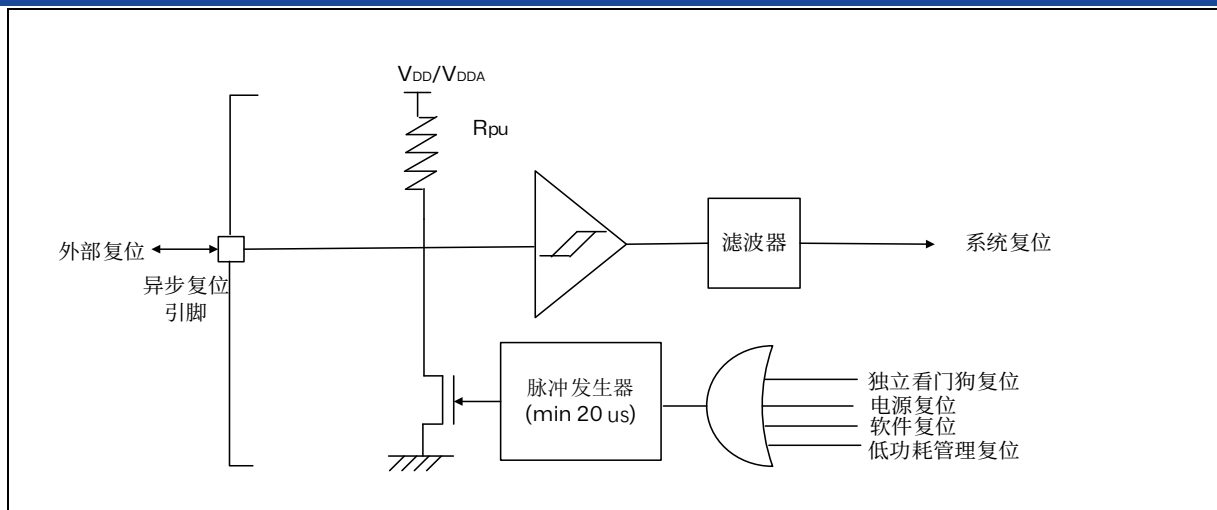 VDD/VDDA
Rpu
外部复位
异步复位
引脚
滤波器
系统复位
脉冲发生器
(min 20 us)
独立看门狗复位
电源复位
软件复位
低功耗管理复位